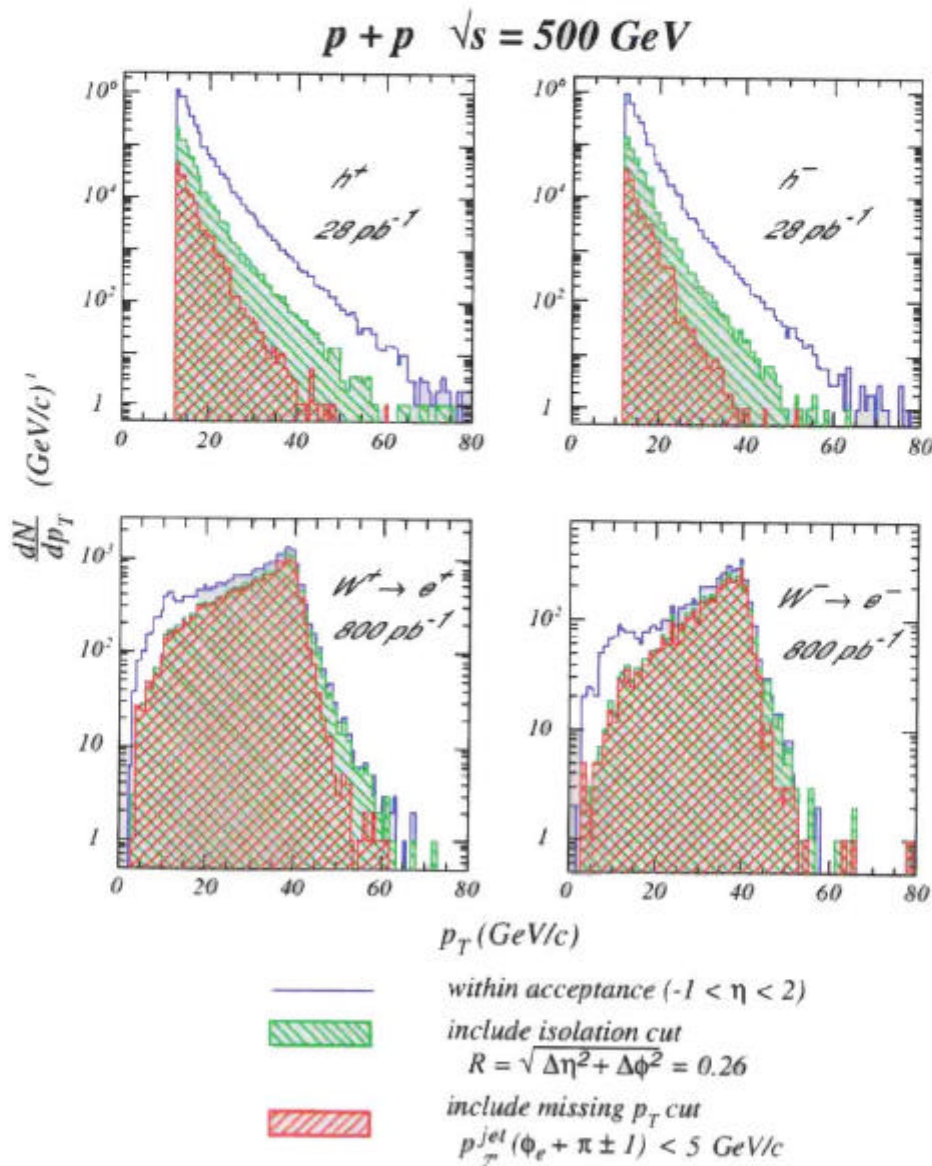 p + p √s = 500 GeV
10⁶
10⁴
10²
1
h⁺
28 pb⁻¹
0 20 40 60 80
10⁶
10⁴
10²
1
h⁻
28 pb⁻¹
0 20 40 60 80
dN/dp_T (GeV/c)'
10³
10²
10
1
W⁺ → e⁺
800 pb⁻¹
0 20 40 60 80
10²
10
1
W⁻ → e⁻
800 pb⁻¹
0 20 40 60 80
p_T (GeV/c)
within acceptance (-1 < η < 2)
include isolation cut
R = √Δη² + Δϕ² = 0.26
include missing p_T cut
p_T^jet (ϕ_e + π ± 1) < 5 GeV/c